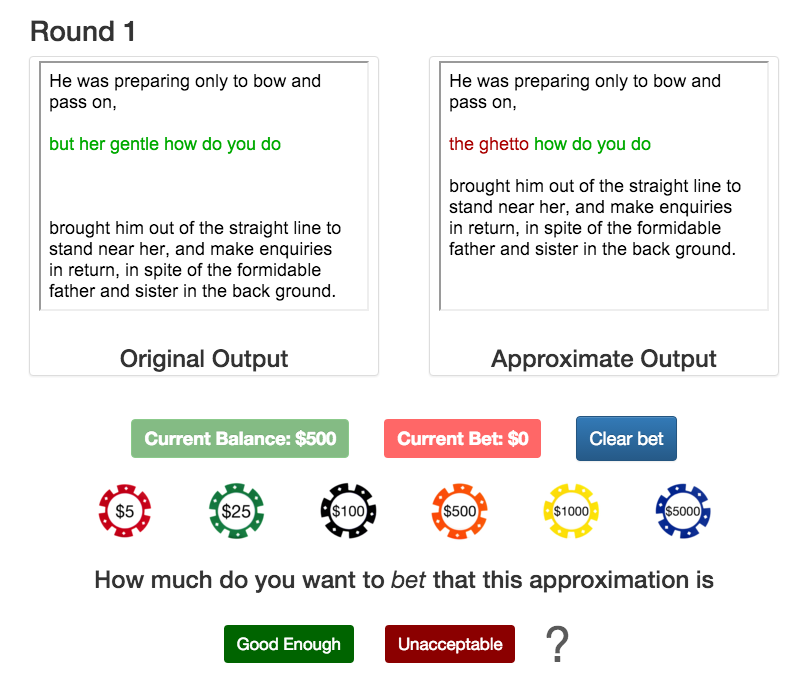 Round 1
He was preparing only to bow and
pass on,
but her gentle how do you do
brought him out of the straight line to
stand near her, and make enquiries
in return, in spite of the formidable
father and sister in the back ground.
Original Output
He was preparing only to bow and
pass on,
the ghetto how do you do
brought him out of the straight line to
stand near her, and make enquiries
in return, in spite of the formidable
father and sister in the back ground.
Approximate Output
Current Balance: $500
Current Bet: $0
Clear bet
$5
$25
$100
$500
$1000
$5000
How much do you want to bet that this approximation is
Good Enough
Unacceptable
?